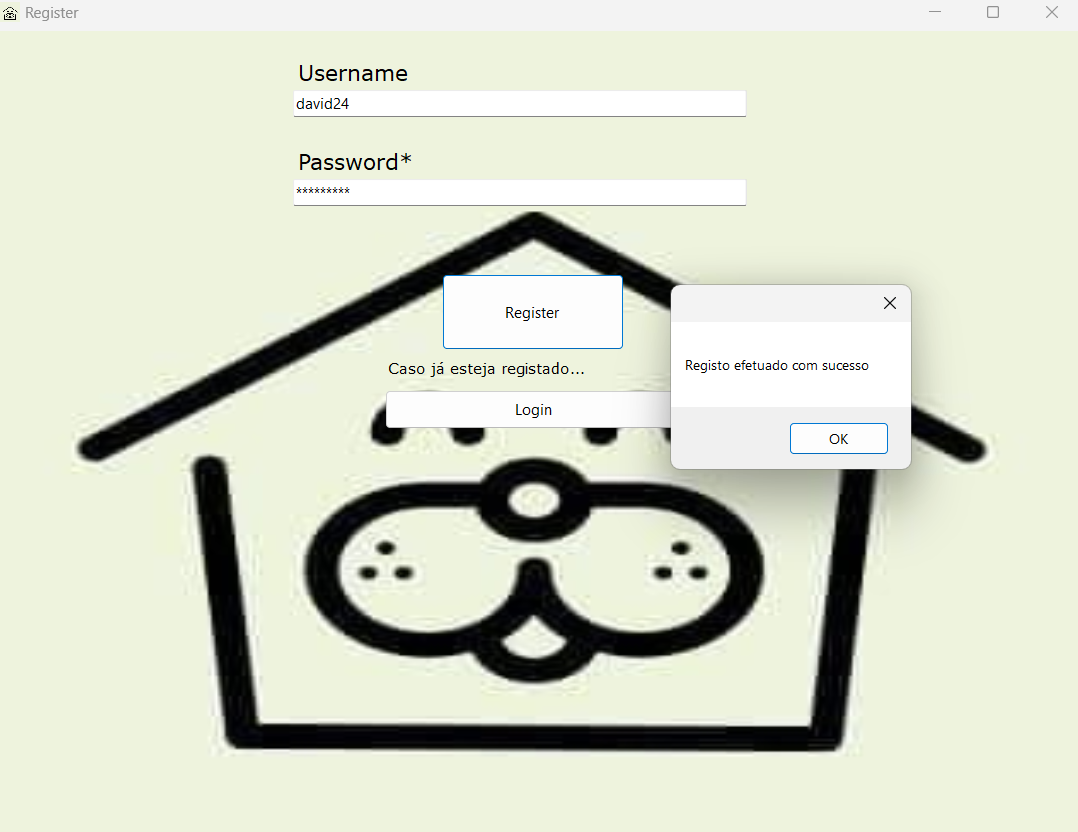 Register
Username
david24
Password*
*********
Register
Caso já esteja registado...
Login
Registo efetuado com sucesso
OK